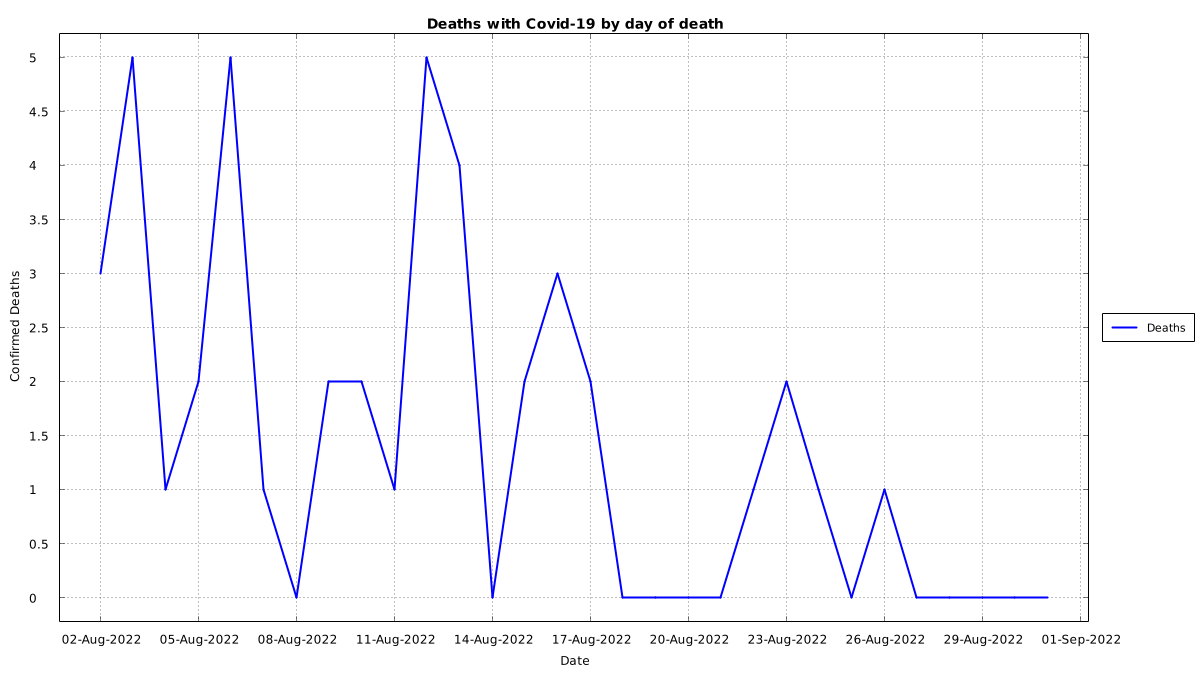 Deaths with Covid-19 by day of death
5
4.5
4
3.5
3
2.5
2
1.5
1
0.5
0
Confirmed Deaths
02-Aug-2022 05-Aug-2022 08-Aug-2022 11-Aug-2022 14-Aug-2022 17-Aug-2022 20-Aug-2022 23-Aug-2022 26-Aug-2022 29-Aug-2022 01-Sep-2022
Date
Deaths